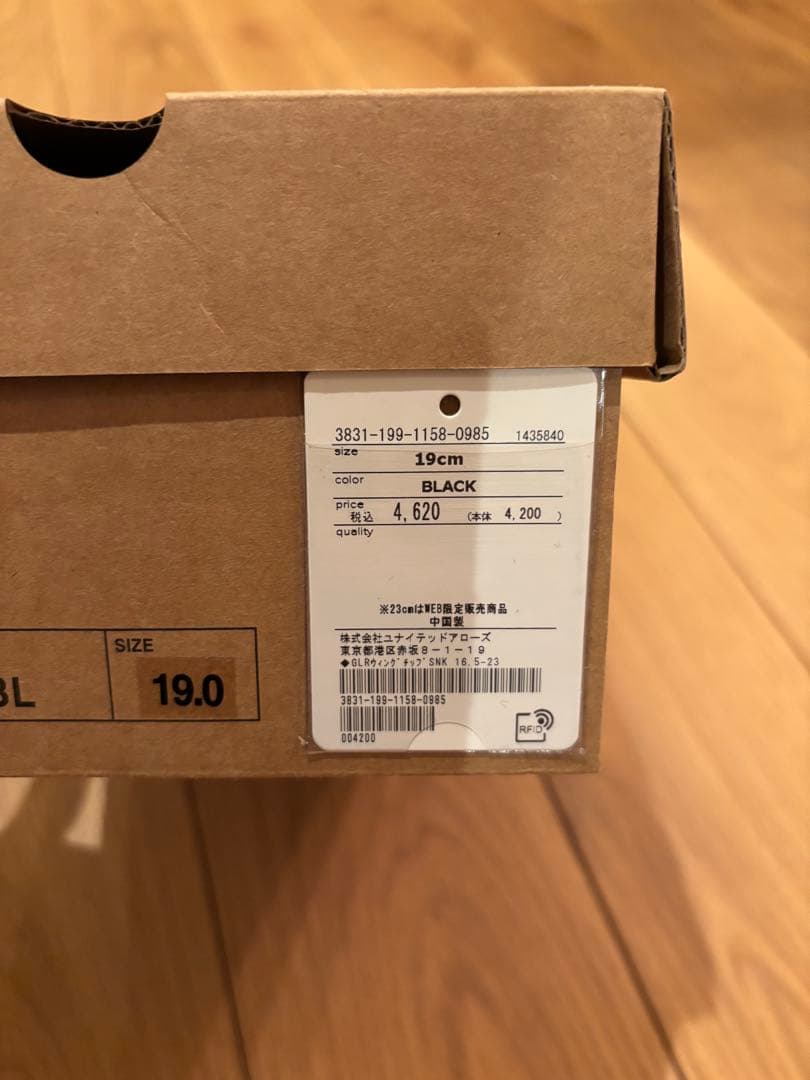 3831-199-1158-0985 1435840
size 19cm
color BLACK
price 税込 4,620 (本体 4,200 )
quality
※23cmはWEB限定販売商品
中国製
株式会社ユナイテッドアローズ
東京都港区赤坂8-1-19
◆GLRウィングチップSNK 16.5-23
3831-199-1158-0985
004200
RFID
BL
SIZE
19.0